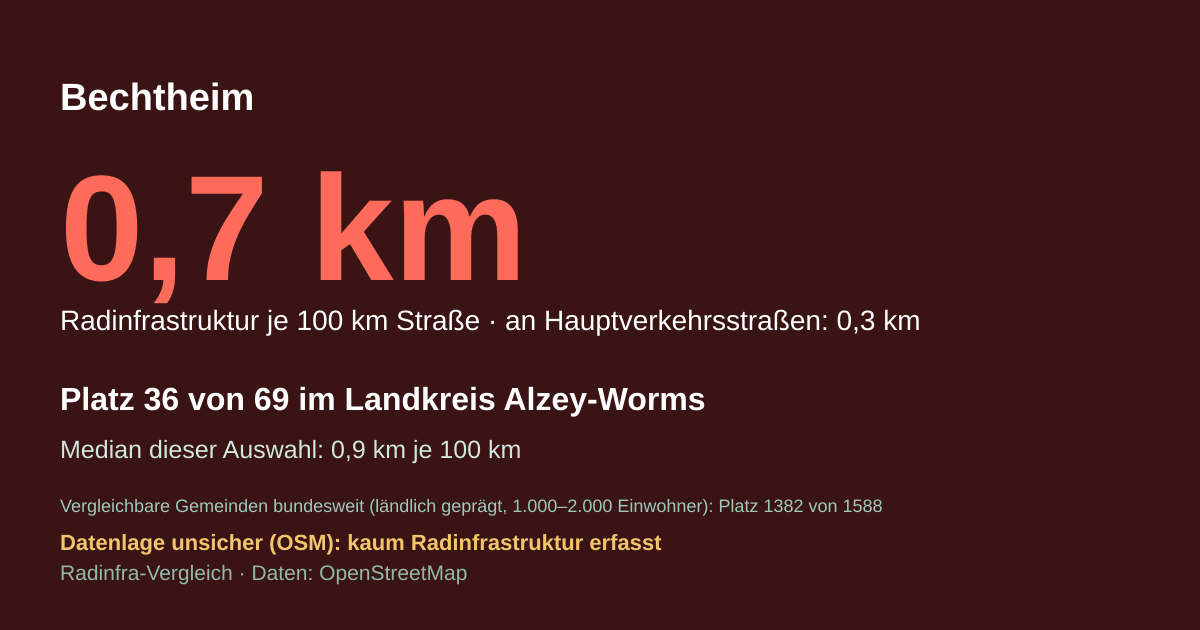 Bechtheim
0,7 km
Radinfrastruktur je 100 km Straße · an Hauptverkehrsstraßen: 0,3 km
Platz 36 von 69 im Landkreis Alzey-Worms
Median dieser Auswahl: 0,9 km je 100 km
Vergleichbare Gemeinden bundesweit (ländlich geprägt, 1.000–2.000 Einwohner): Platz 1382 von 1588
Datenlage unsicher (OSM): kaum Radinfrastruktur erfasst
Radinfra-Vergleich · Daten: OpenStreetMap